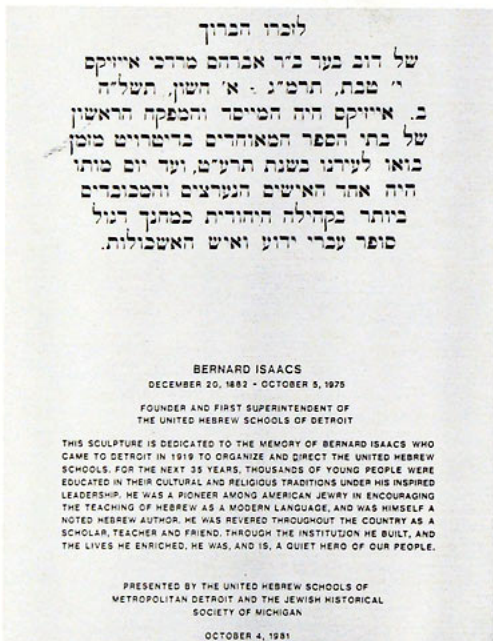 לזכרו הברוך
של דוב בער ב״ר אברהם מרדכי אייזיקס
י׳ טבת, תרמ״ג - א׳ חשון, תשל״ה
ב. אייזיקס היה המייסד והמפקח הראשון
של בתי הספר המאוחדים בדיטרויט מזמן
בואו לעירנו בשנת תרע״ט, ועד יום מותו
היה אחד האישים הנערצים והמכובדים
ביותר בקהילה היהודית כמחנך דגול
סופר עברי ידוע ואיש האשכולות.
BERNARD ISAACS
DECEMBER 20, 1882 - OCTOBER 5, 1975
FOUNDER AND FIRST SUPERINTENDENT OF
THE UNITED HEBREW SCHOOLS OF DETROIT
THIS SCULPTURE IS DEDICATED TO THE MEMORY OF BERNARD ISAACS WHO
CAME TO DETROIT IN 1919 TO ORGANIZE AND DIRECT THE UNITED HEBREW
SCHOOLS. FOR THE NEXT 35 YEARS, THOUSANDS OF YOUNG PEOPLE WERE
EDUCATED IN THEIR CULTURAL AND RELIGIOUS TRADITIONS UNDER HIS INSPIRED
LEADERSHIP. HE WAS A PIONEER AMONG AMERICAN JEWRY IN ENCOURAGING
THE TEACHING OF HEBREW AS A MODERN LANGUAGE, AND WAS HIMSELF A
NOTED HEBREW AUTHOR. HE WAS REVERED THROUGHOUT THE COUNTRY AS A
SCHOLAR, TEACHER AND FRIEND. THROUGH THE INSTITUTION HE BUILT, AND
THE LIVES HE ENRICHED, HE WAS, AND IS, A QUIET HERO OF OUR PEOPLE.
PRESENTED BY THE UNITED HEBREW SCHOOLS OF
METROPOLITAN DETROIT AND THE JEWISH HISTORICAL
SOCIETY OF MICHIGAN
OCTOBER 4, 1981